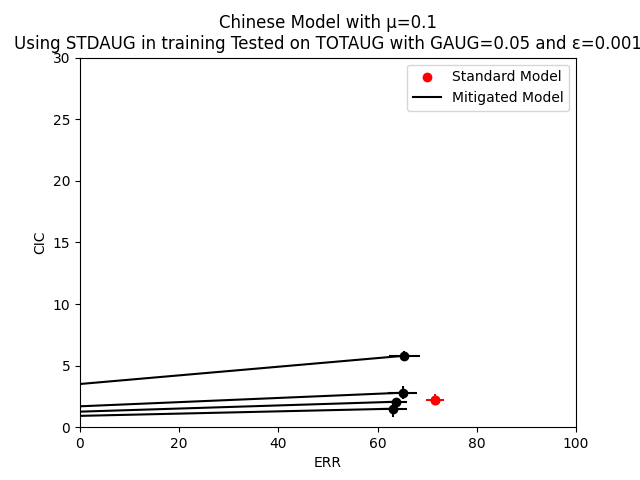 Chinese Model with μ=0.1
Using STDAUG in training Tested on TOTAUG with GAUG=0.05 and ε=0.001
Standard Model
Mitigated Model
30
25
20
15
10
5
0
CIC
0 20 40 60 80 100
ERR